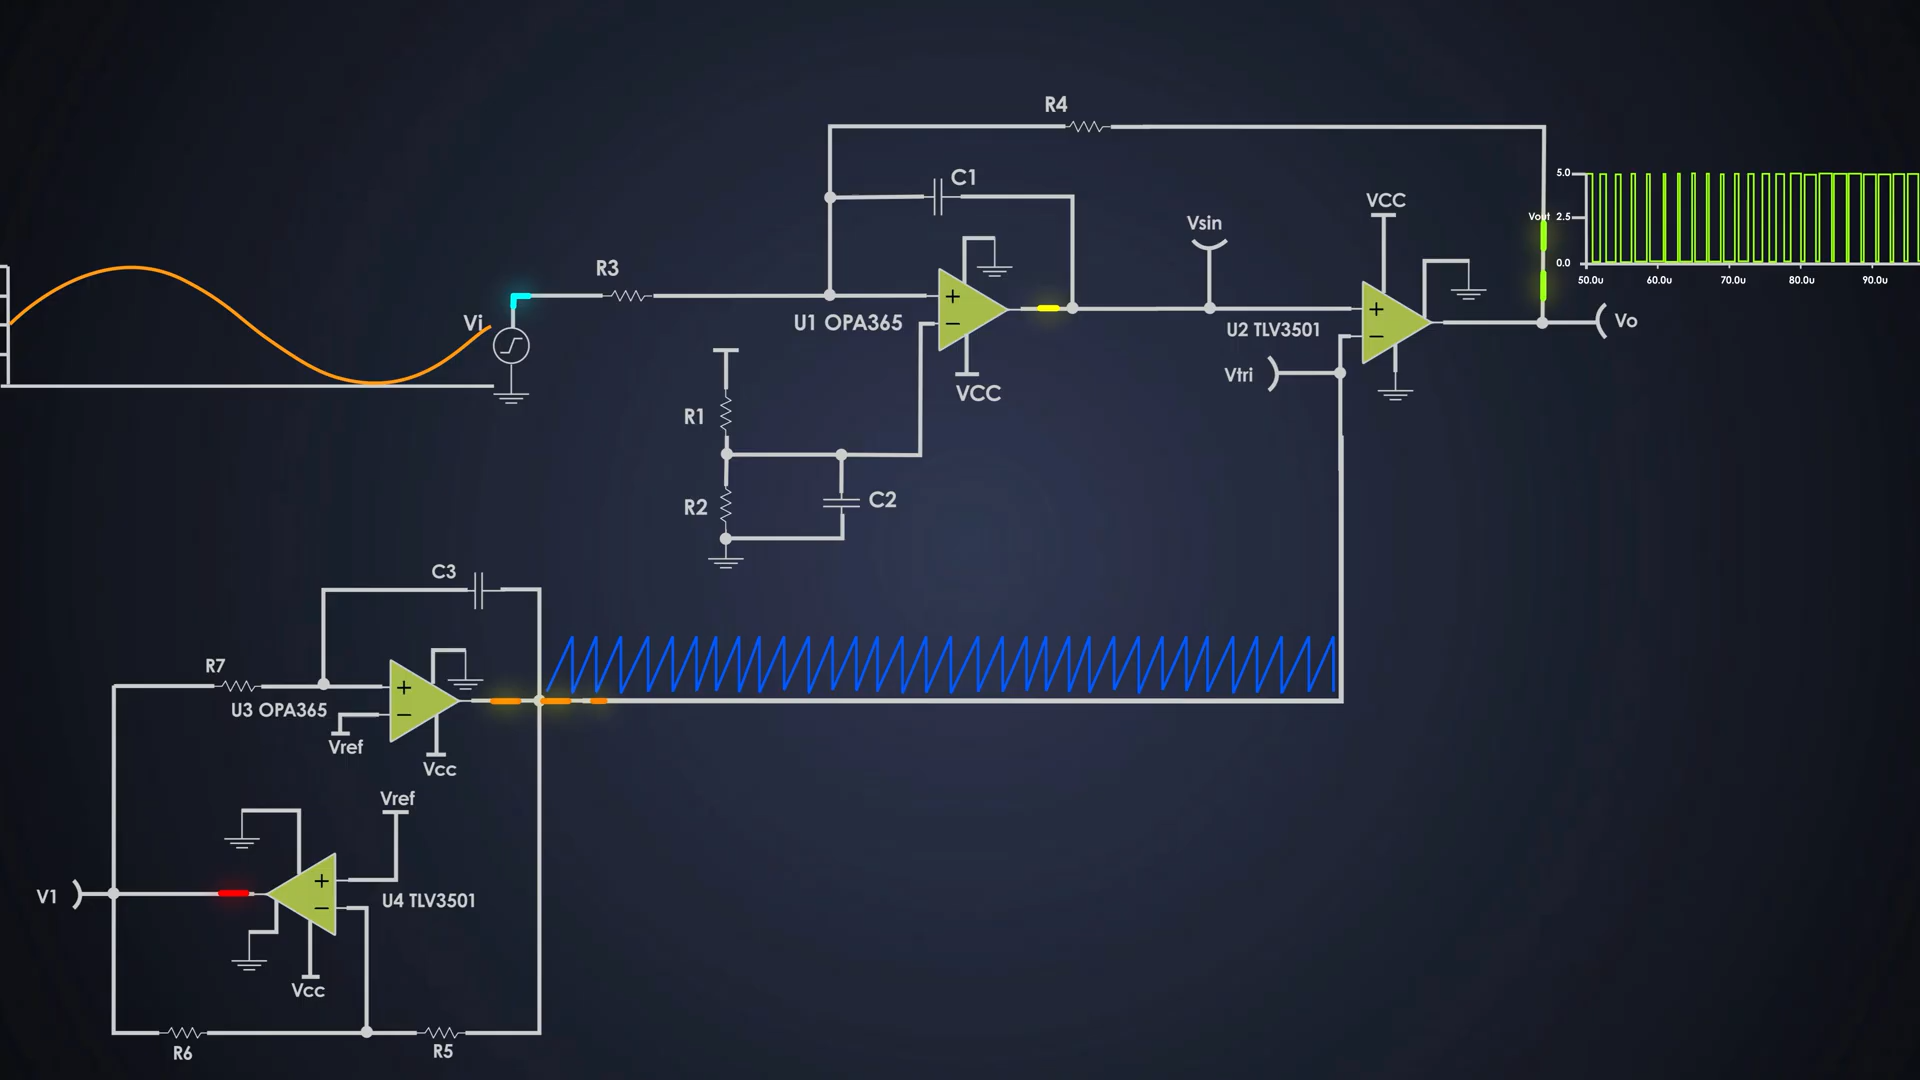 R4
C1
VCC
5.0
Vout 2.5
0.0
50.0u 60.0u 70.0u 80.0u 90.0u
Vsin
R3
Vi
+
−
U1 OPA365
VCC
+
−
U2 TLV3501
Vo
Vtri
R1
R2
C2
C3
R7
+
−
U3 OPA365
Vref
Vcc
Vref
+
−
V1
U4 TLV3501
Vcc
R6
R5